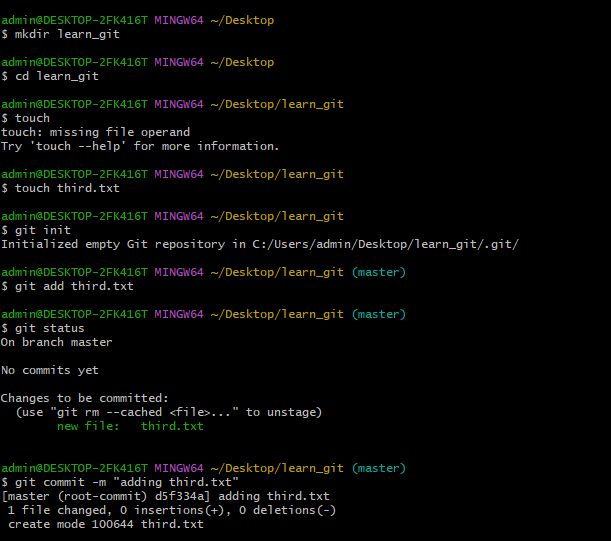 admin@DESKTOP-2FK416T MINGW64 ~/Desktop
$ mkdir learn_git
admin@DESKTOP-2FK416T MINGW64 ~/Desktop
$ cd learn_git
admin@DESKTOP-2FK416T MINGW64 ~/Desktop/learn_git
$ touch
touch: missing file operand
Try 'touch --help' for more information.
admin@DESKTOP-2FK416T MINGW64 ~/Desktop/learn_git
$ touch third.txt
admin@DESKTOP-2FK416T MINGW64 ~/Desktop/learn_git
$ git init
Initialized empty Git repository in C:/Users/admin/Desktop/learn_git/.git/
admin@DESKTOP-2FK416T MINGW64 ~/Desktop/learn_git (master)
$ git add third.txt
admin@DESKTOP-2FK416T MINGW64 ~/Desktop/learn_git (master)
$ git status
On branch master
No commits yet
Changes to be committed:
  (use "git rm --cached <file>..." to unstage)
        new file:   third.txt
admin@DESKTOP-2FK416T MINGW64 ~/Desktop/learn_git (master)
$ git commit -m "adding third.txt"
[master (root-commit) d5f334a] adding third.txt
 1 file changed, 0 insertions(+), 0 deletions(-)
 create mode 100644 third.txt